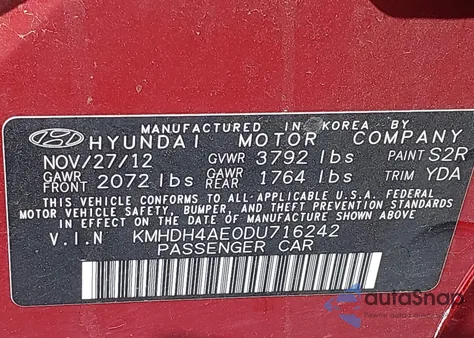 MANUFACTURED IN KOREA BY
HYUNDAI MOTOR COMPANY
NOV/27/12 GVWR 3792 lbs PAINT S2R
GAWR FRONT 2072 lbs GAWR REAR 1764 lbs TRIM YDA
THIS VEHICLE CONFORMS TO ALL APPLICABLE U.S.A. FEDERAL
MOTOR VEHICLE SAFETY, BUMPER, AND THEFT PREVENTION STANDARDS
IN EFFECT ON THE DATE OF MANUFACTURE SHOWN ABOVE.
V.I.N KMHDH4AE0DU716242
PASSENGER CAR
autoSnap